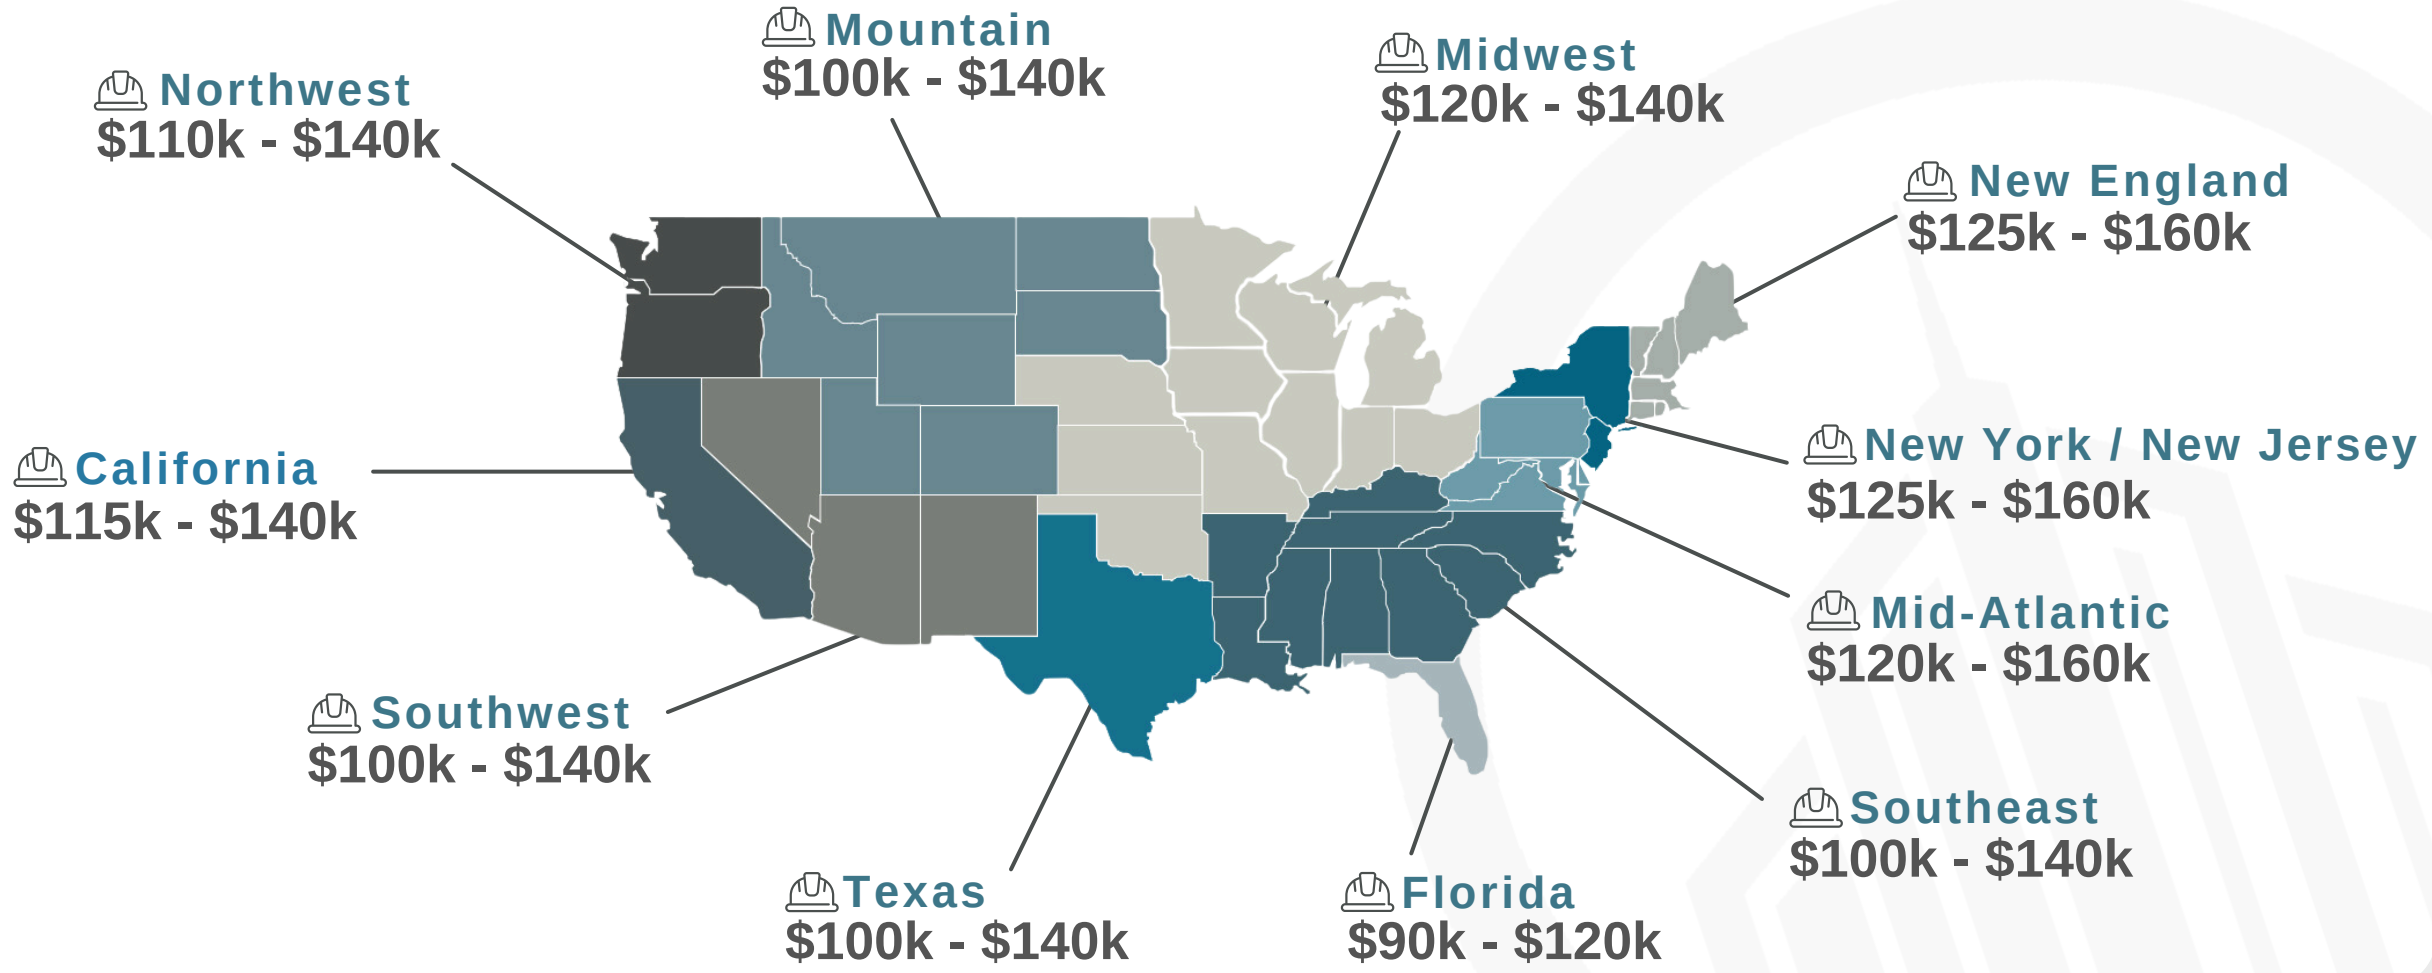 Mountain
$100k - $140k
Midwest
$120k - $140k
Northwest
$110k - $140k
New England
$125k - $160k
New York / New Jersey
$125k - $160k
California
$115k - $140k
Mid-Atlantic
$120k - $160k
Southwest
$100k - $140k
Southeast
$100k - $140k
Texas
$100k - $140k
Florida
$90k - $120k